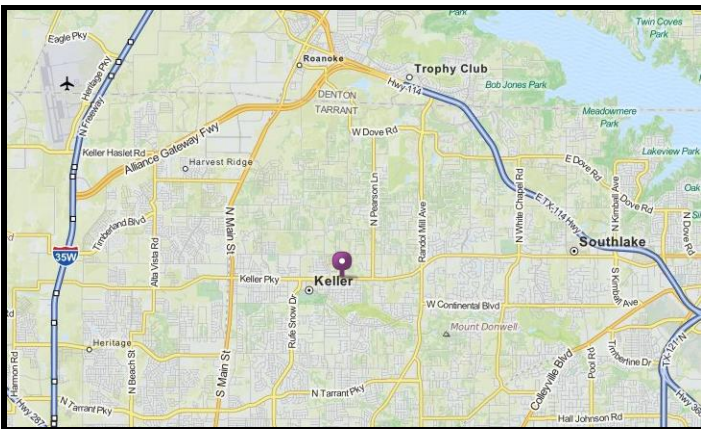 Eagle Pky
Park
Twin Coves
Park
Roanoke
Trophy Club
Heritage Pky
Bob Jones Park
Hwy-114
N Freeway
DENTON
TARRANT
Meadowmere
Park
Alliance Gateway Fwy
W Dove Rd
Keller Haslet Rd
Harvest Ridge
E Dove Rd
Lakeview Park
Oak
N Pearson Ln
Randol Mill Ave
N White Chapel Rd
N Kimball Ave
Dove Rd
E TX-114 Hwy
N Dove Rd
Timberland Blvd
Alta Vista Rd
N Main St
Southlake
35W
Keller Pky
Keller
S Kimball Ave
W Continental Blvd
Rufe Snow Dr
Mount Donwell
Heritage
Harmon Rd
N Beach St
S Main St
Colleyville Blvd
Pool Rd
Timberline Dr
TX-121 N
N Tarrant Pky
N Tarrant Pky
Hwy 287
Hall Johnson Rd
Hwy 360